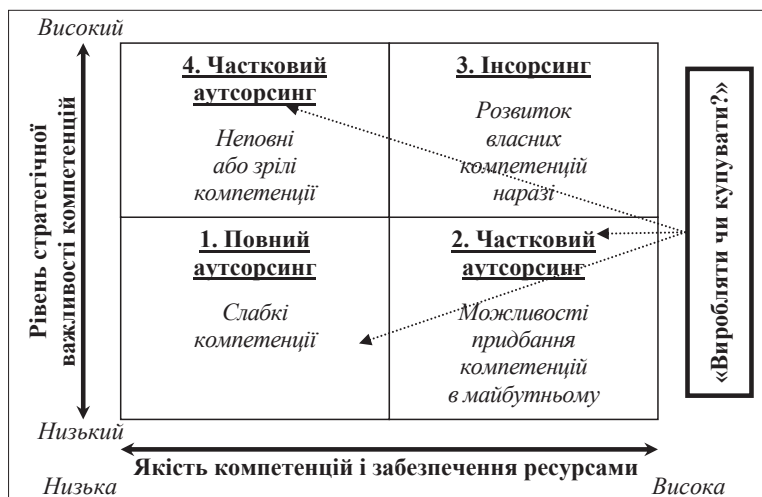 Високий
4. Частковий
аутсорсинг
Неповні
або зрілі
компетенції
3. Інсорсинг
Розвиток
власних
компетенцій
наразі
1. Повний
аутсорсинг
Слабкі
компетенції
2. Частковий
аутсорсинг
Можливості
придбання
компетенцій
в майбутньому
Рівень стратегічної
важливості компетенцій
«Виробляти чи купувати?»
Низький
Якість компетенцій і забезпечення ресурсами
Низька
Висока